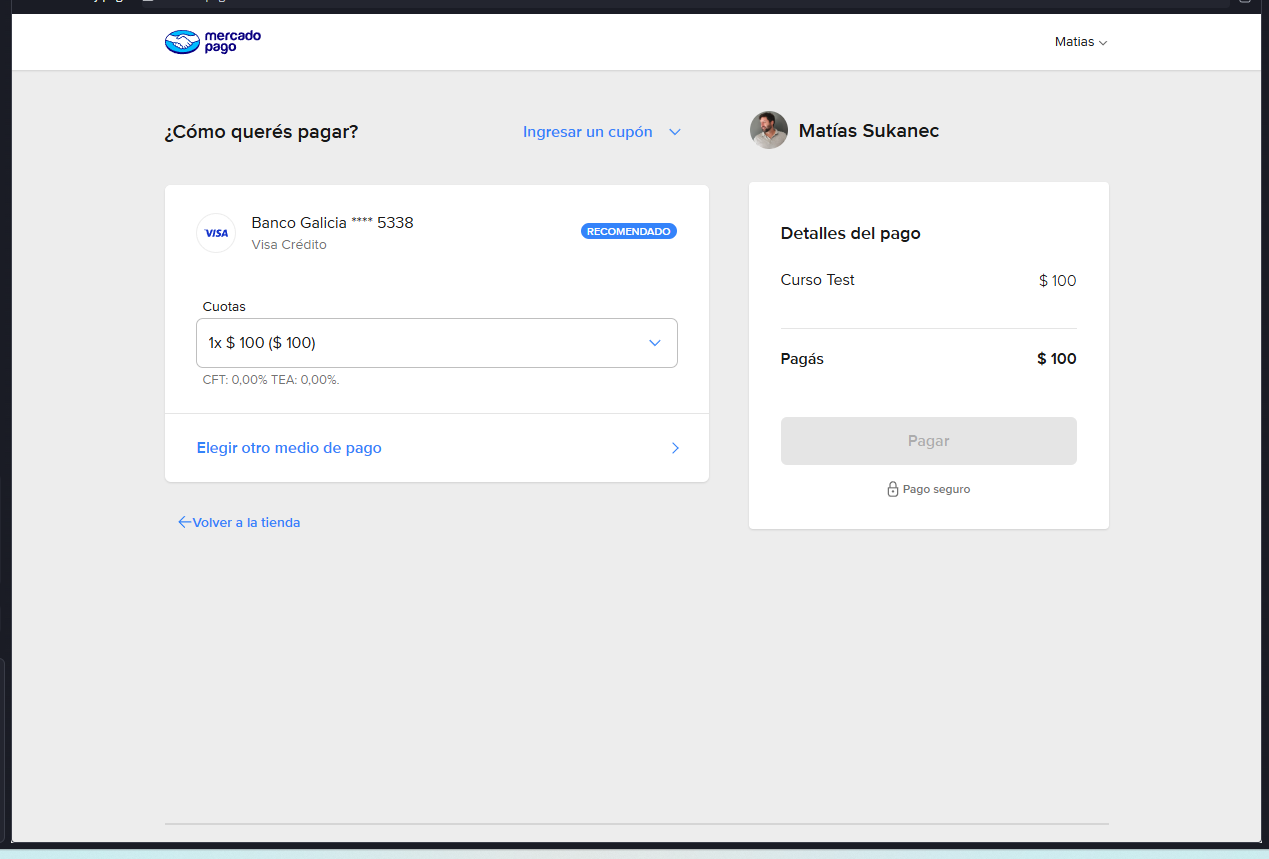 mercado
pago
Matias
¿Cómo querés pagar?
Ingresar un cupón
Matías Sukanec
VISA
Banco Galicia **** 5338
Visa Crédito
RECOMENDADO
Cuotas
1x $ 100 ($ 100)
CFT: 0,00% TEA: 0,00%.
Elegir otro medio de pago
Volver a la tienda
Detalles del pago
Curso Test $ 100
Pagás $ 100
Pagar
Pago seguro